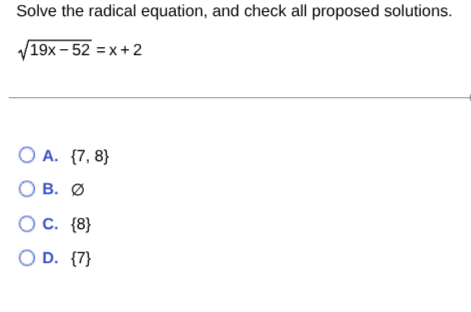 Solve the radical equation, and check all proposed solutions.
√19x – 52 = x + 2
A. {7, 8}
B. ∅
C. {8}
D. {7}